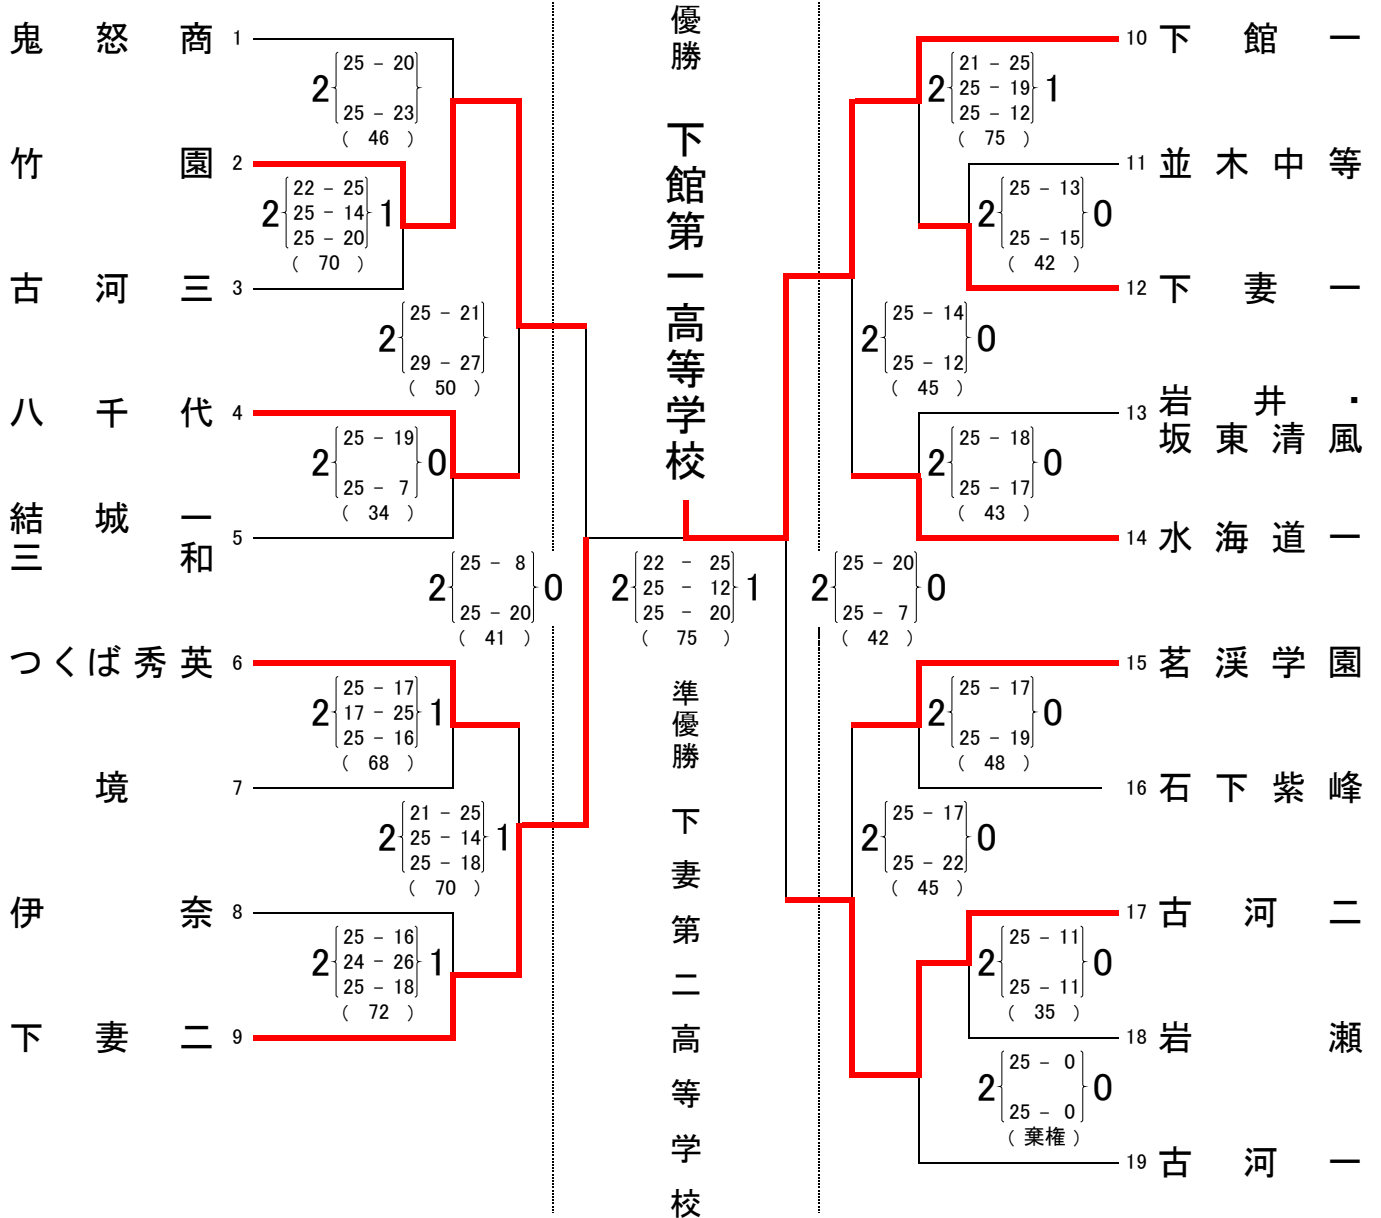 優勝 下館第一高等学校
準優勝 下妻第二高等学校
鬼怒商 1
2 25 - 20
25 - 23
( 46 )
竹園 2
2 22 - 25 1
25 - 14
25 - 20
( 70 )
古河三 3
2 25 - 21
29 - 27
( 50 )
八千代 4
2 25 - 19 0
25 - 7
( 34 )
結城一
三和 5
2 25 - 8 0
25 - 20
( 41 )
つくば秀英 6
2 25 - 17 1
17 - 25
25 - 16
( 68 )
境 7
2 21 - 25 1
25 - 14
25 - 18
( 70 )
伊奈 8
2 25 - 16 1
24 - 26
25 - 18
( 72 )
下妻二 9
2 22 - 25 1
25 - 12
25 - 20
( 75 )
10 下館一
2 21 - 25 1
25 - 19
25 - 12
( 75 )
11 並木中等
2 25 - 13 0
25 - 15
( 42 )
12 下妻一
2 25 - 14 0
25 - 12
( 45 )
13 岩井・
坂東清風
2 25 - 18 0
25 - 17
( 43 )
14 水海道一
2 25 - 20 0
25 - 7
( 42 )
15 茗溪学園
2 25 - 17 0
25 - 19
( 48 )
16 石下紫峰
2 25 - 17 0
25 - 22
( 45 )
17 古河二
2 25 - 11 0
25 - 11
( 35 )
18 岩瀬
2 25 - 0 0
25 - 0
( 棄権 )
19 古河一